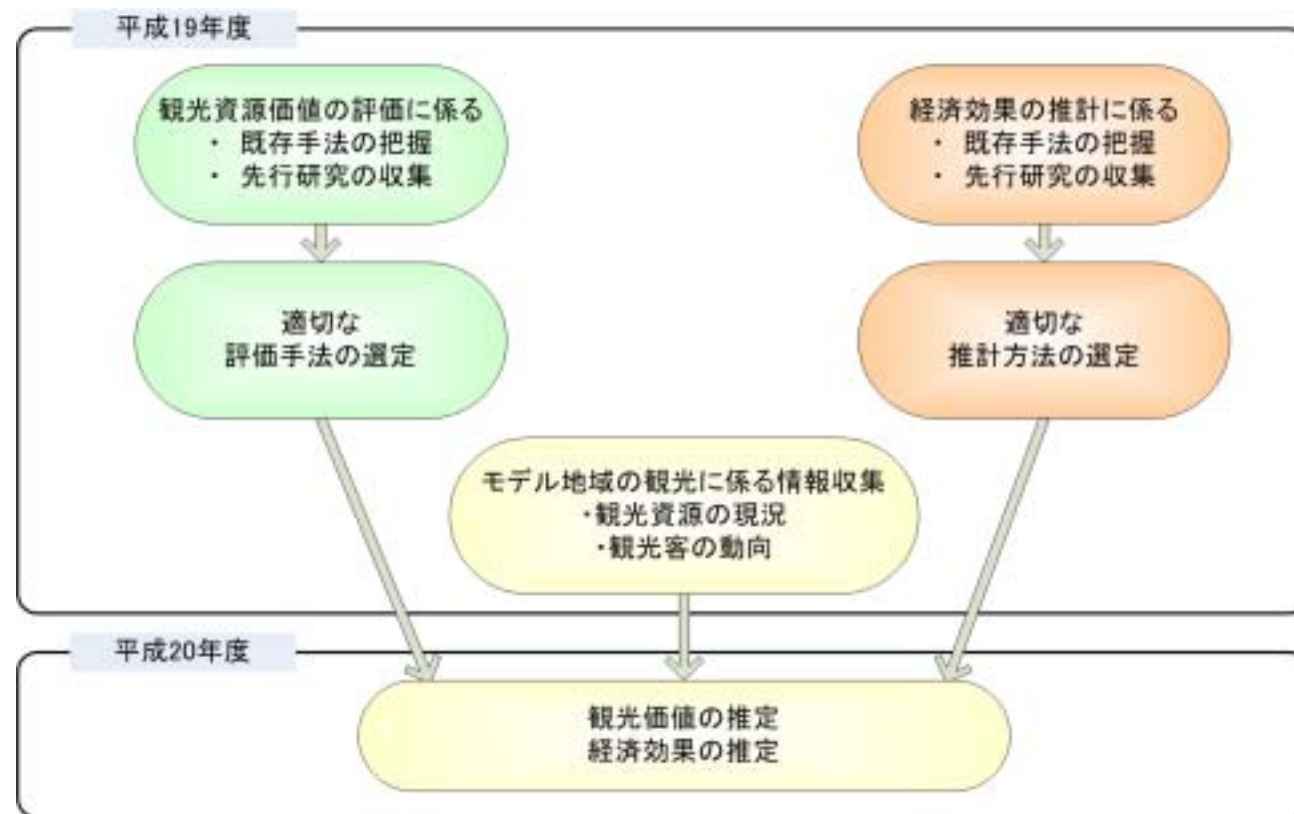 平成19年度
観光資源価値の評価に係る
・ 既存手法の把握
・ 先行研究の収集
経済効果の推計に係る
・ 既存手法の把握
・ 先行研究の収集
適切な
評価手法の選定
適切な
推計方法の選定
モデル地域の観光に係る情報収集
・観光資源の現況
・観光客の動向
平成20年度
観光価値の推定
経済効果の推定